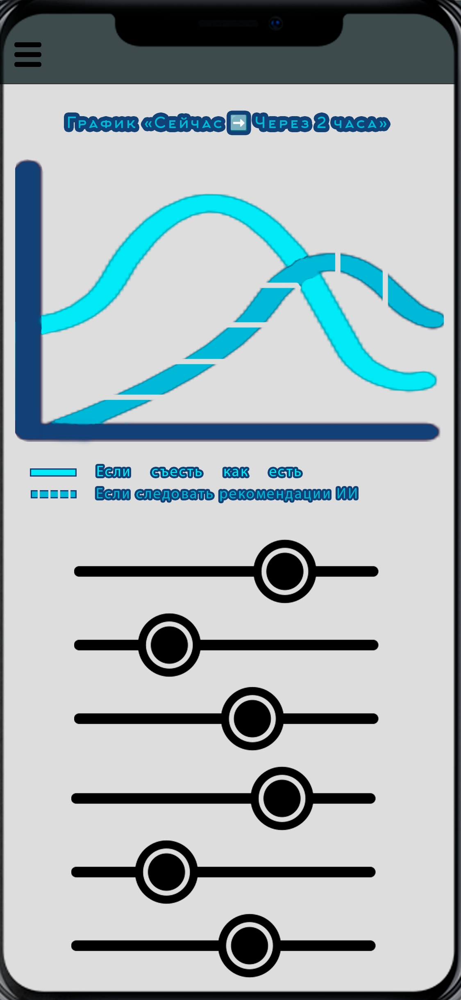 График «Сейчас ➡️ Через 2 часа»
Если съесть как есть
Если следовать рекомендации ИИ